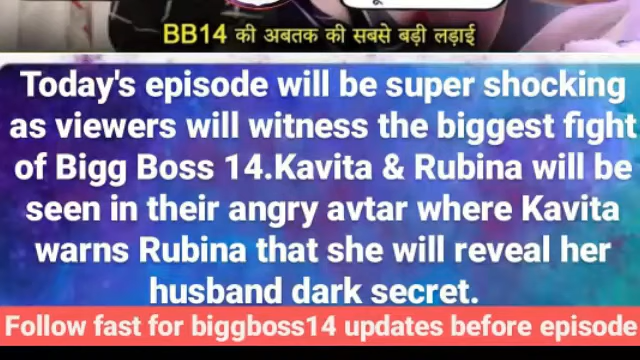 BB14 की अबतक की सबसे बड़ी लड़ाई
Today's episode will be super shocking
as viewers will witness the biggest fight
of Bigg Boss 14.Kavita & Rubina will be
seen in their angry avtar where Kavita
warns Rubina that she will reveal her
husband dark secret.
Follow fast for biggboss14 updates before episode